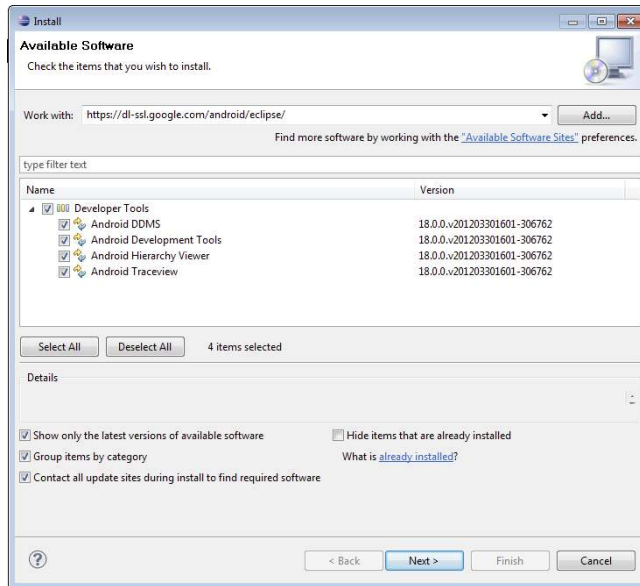 Install
Available Software
Check the items that you wish to install.
Work with: https://dl-ssl.google.com/android/eclipse/ Add...
Find more software by working with the "Available Software Sites" preferences.
type filter text
Name Version
Developer Tools
Android DDMS 18.0.0.v201203301601-306762
Android Development Tools 18.0.0.v201203301601-306762
Android Hierarchy Viewer 18.0.0.v201203301601-306762
Android Traceview 18.0.0.v201203301601-306762
Select All Deselect All 4 items selected
Details
Show only the latest versions of available software Hide items that are already installed
Group items by category What is already installed?
Contact all update sites during install to find required software
? < Back Next > Finish Cancel